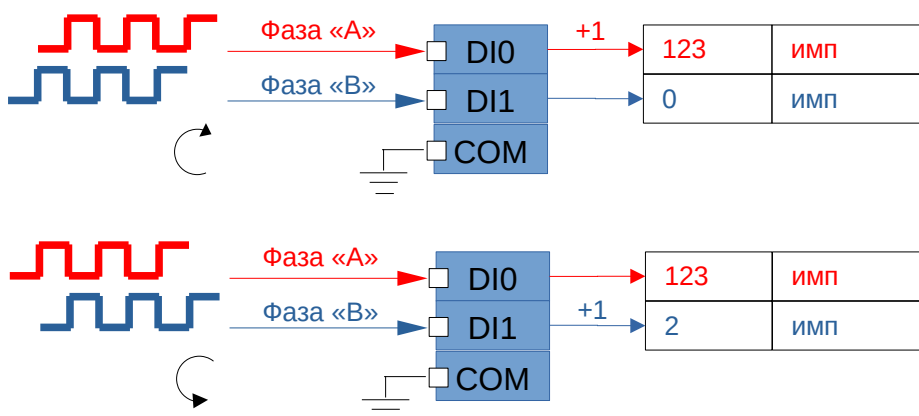 Фаза «A» DI0 +1 123 имп
Фаза «B» DI1 0 имп
COM
Фаза «A» DI0 123 имп
Фаза «B» DI1 +1 2 имп
COM